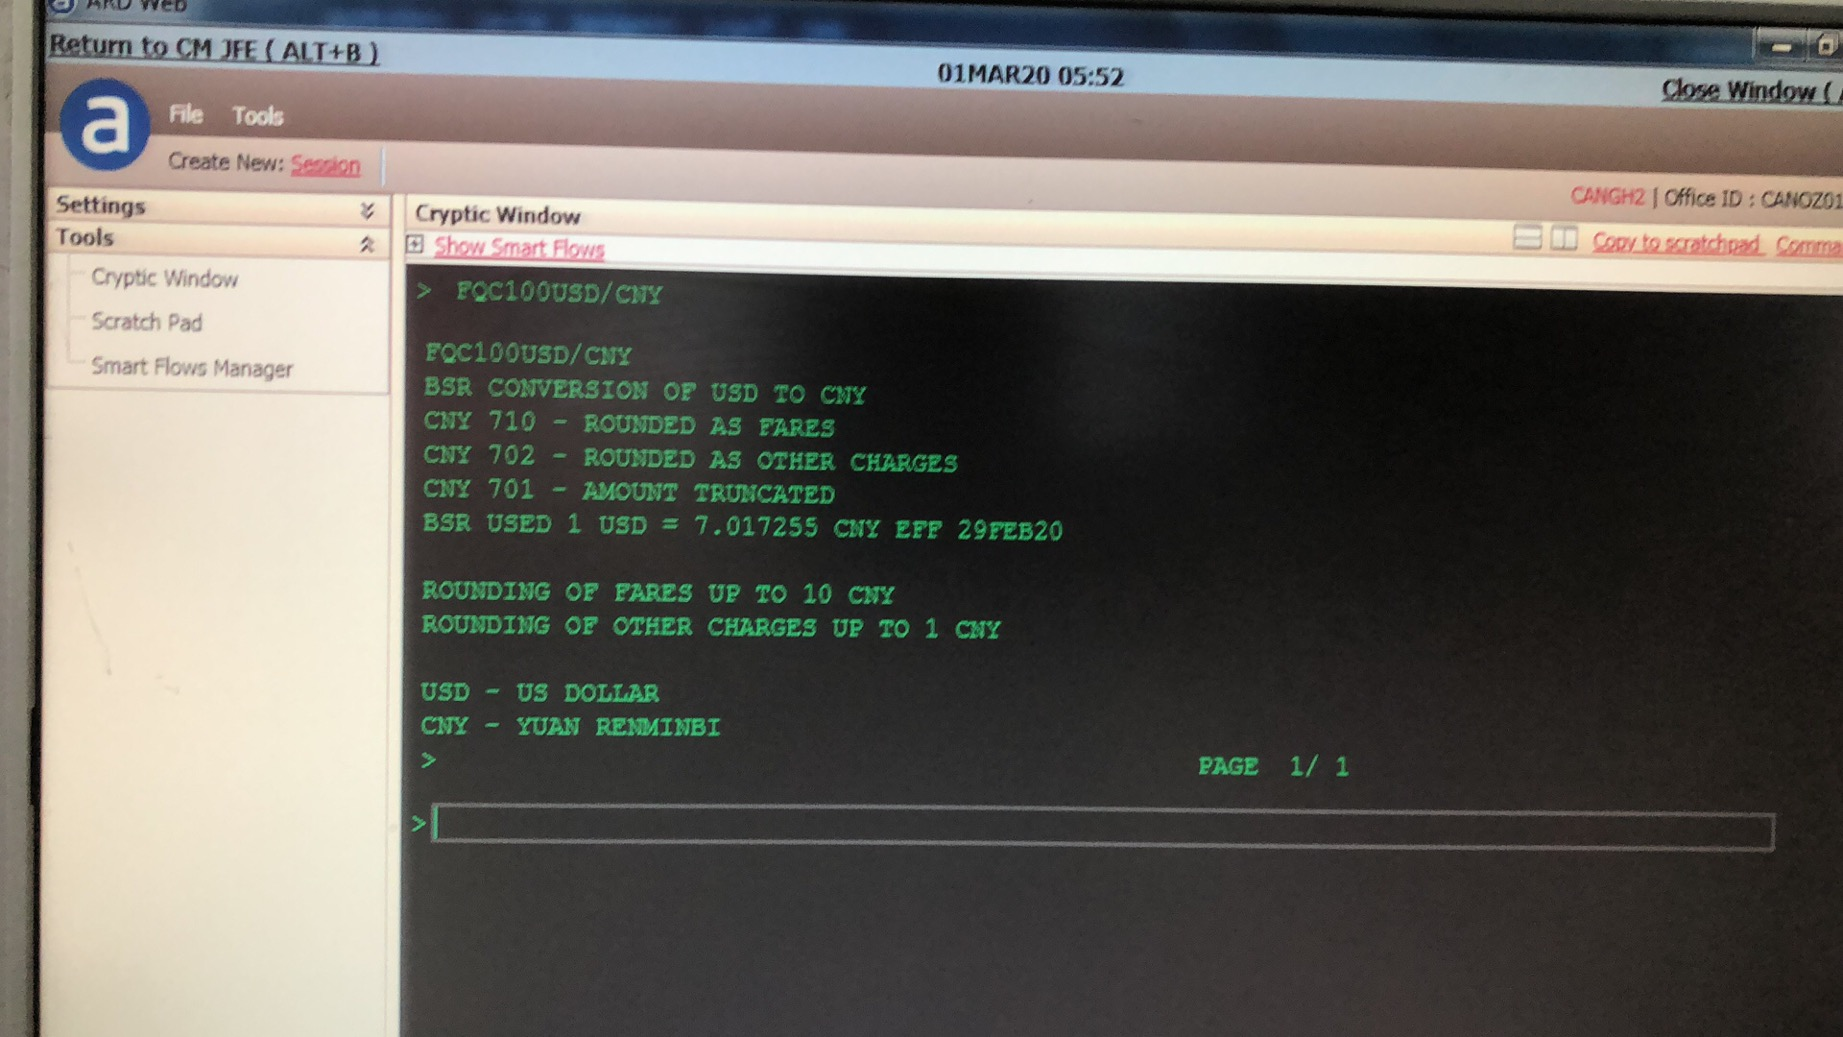 ARD Web
Return to CM JFE ( ALT+B )
01MAR20 05:52
Close Window (
a
File Tools
Create New: Session
CANGH2 | Office ID : CANOZ01
Settings
Tools
Cryptic Window
Scratch Pad
Smart Flows Manager
Cryptic Window
Show Smart Flows
Copy to scratchpad Comma
> FQC100USD/CNY
FQC100USD/CNY
BSR CONVERSION OF USD TO CNY
CNY 710 - ROUNDED AS FARES
CNY 702 - ROUNDED AS OTHER CHARGES
CNY 701 - AMOUNT TRUNCATED
BSR USED 1 USD = 7.017255 CNY EFF 29FEB20
ROUNDING OF FARES UP TO 10 CNY
ROUNDING OF OTHER CHARGES UP TO 1 CNY
USD - US DOLLAR
CNY - YUAN RENMINBI
> PAGE 1/ 1
>